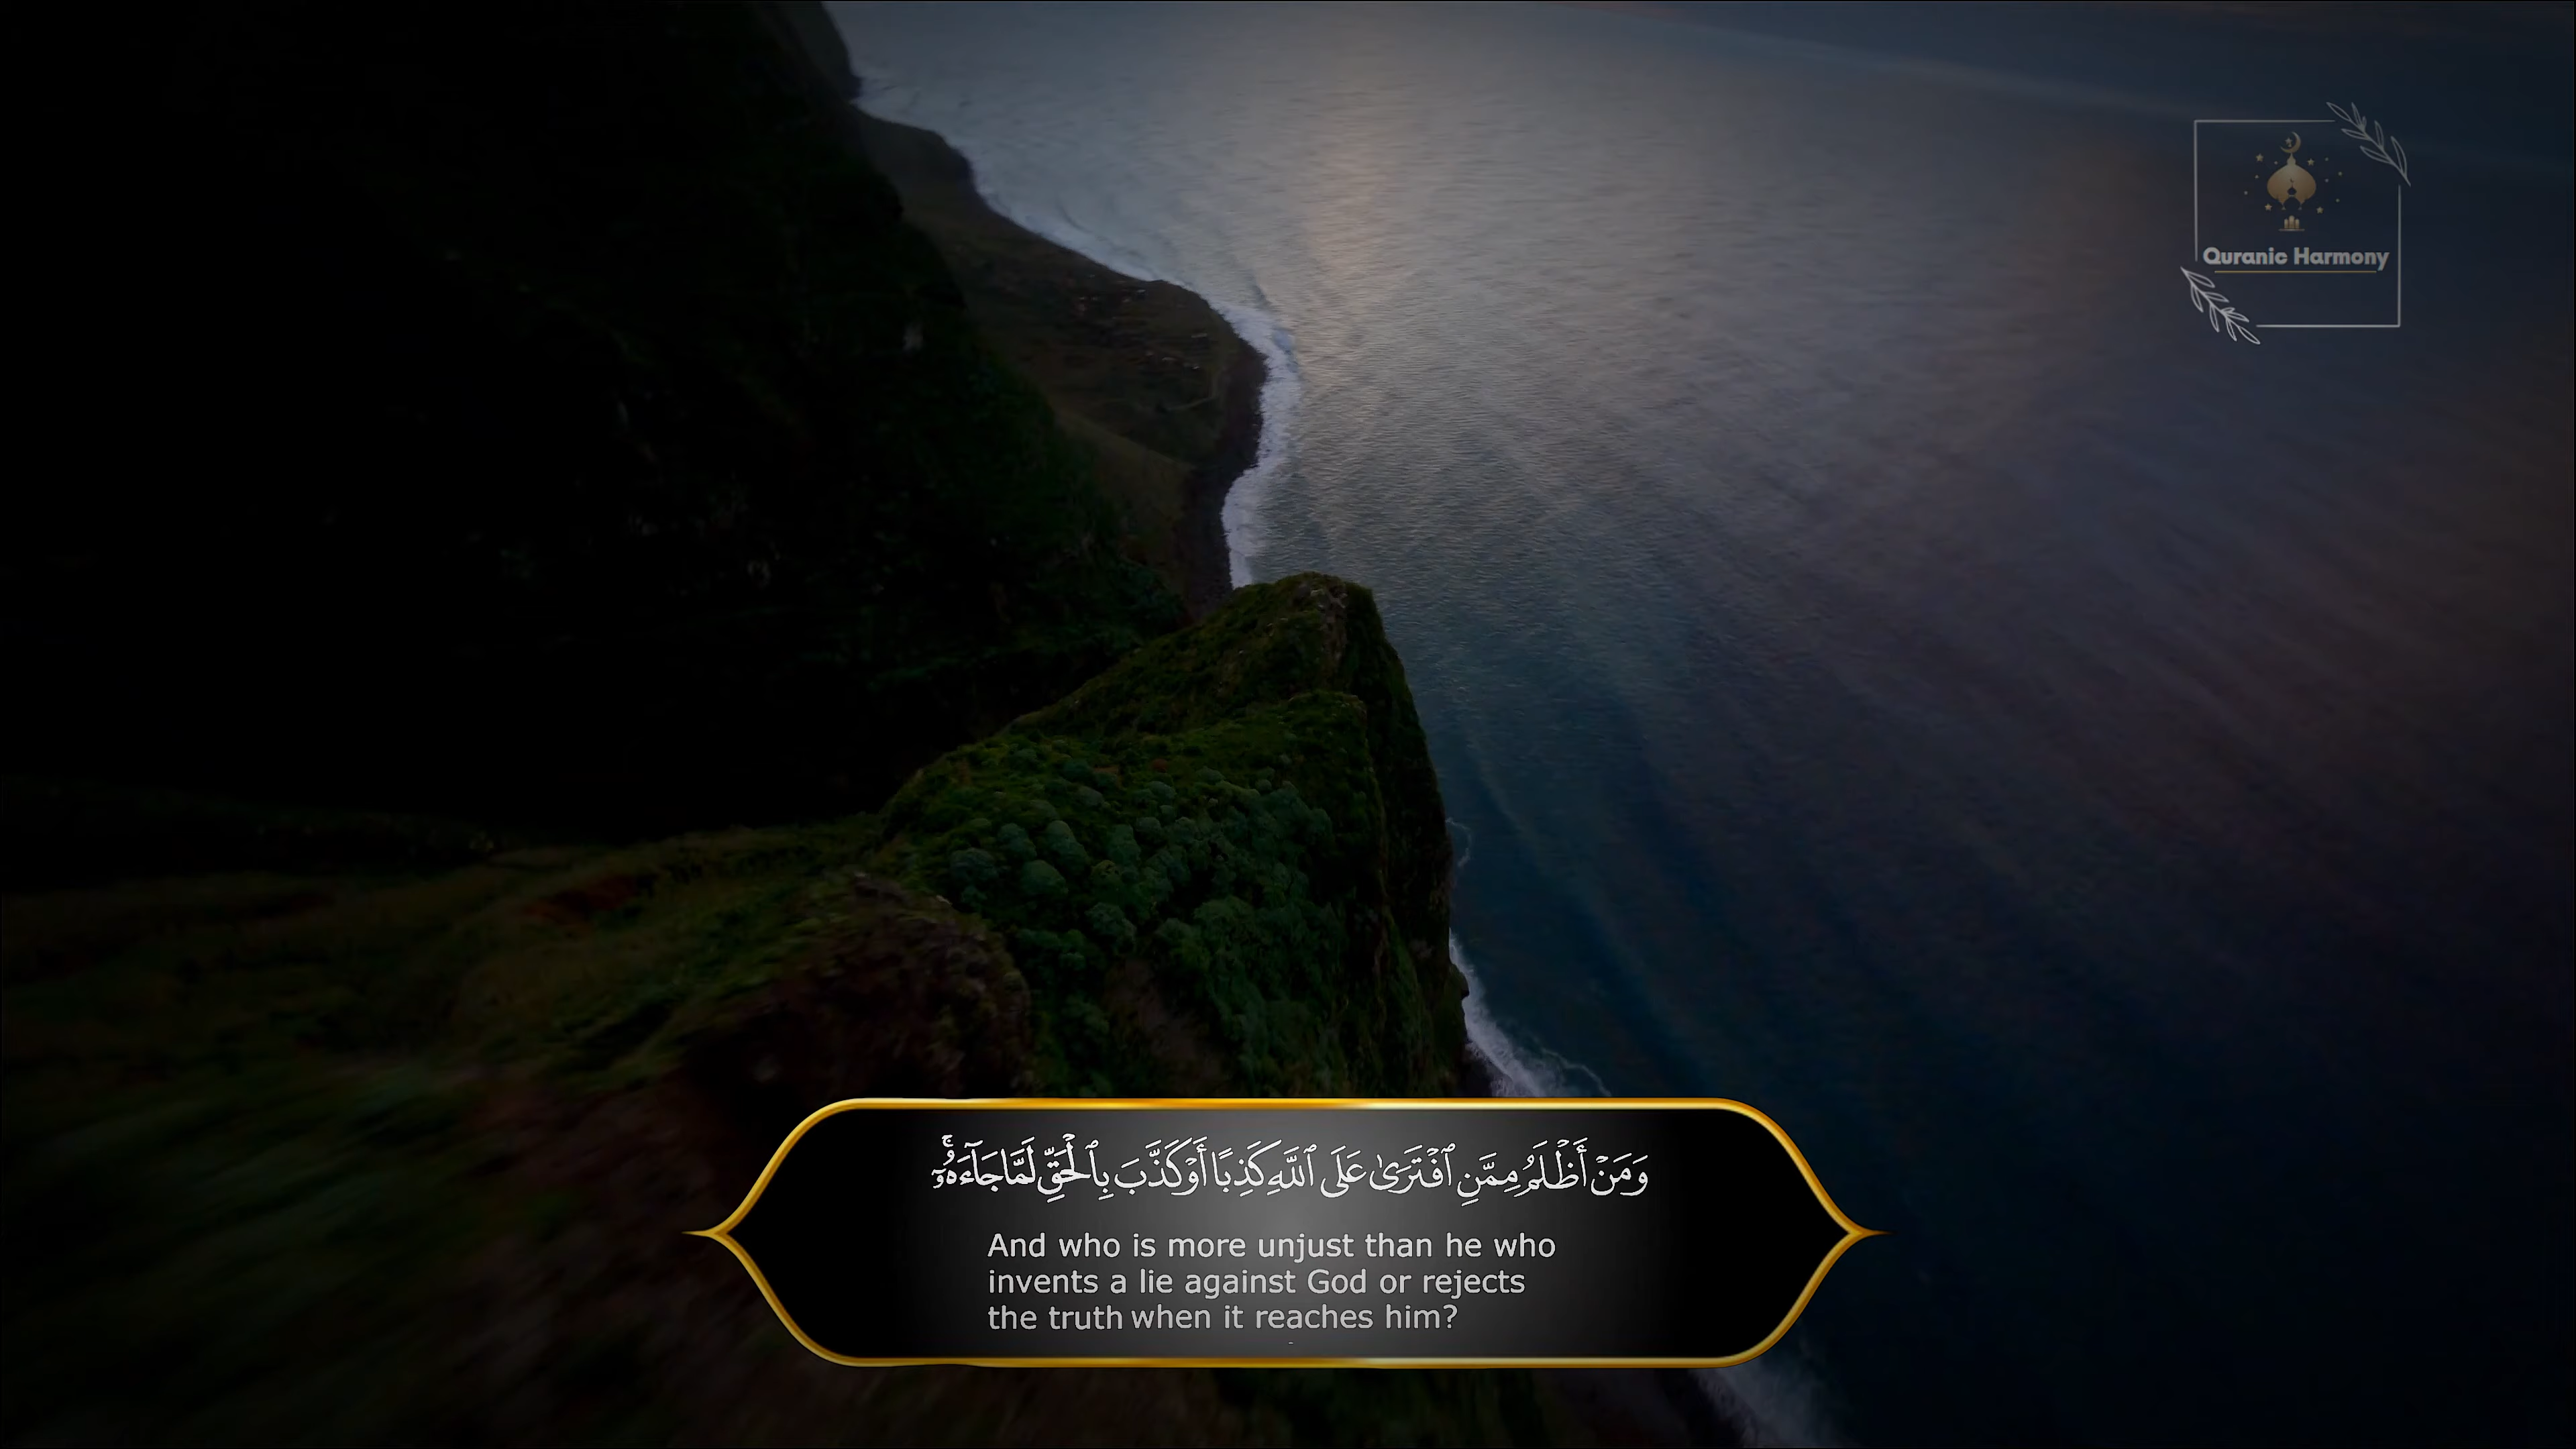 Quranic Harmony
وَمَنْ أَظْلَمُ مِمَّنِ ٱفْتَرَىٰ عَلَى ٱللَّهِ كَذِبًا أَوْ كَذَّبَ بِٱلْحَقِّ لَمَّا جَآءَهُۥٓ ۚ
And who is more unjust than he who
invents a lie against God or rejects
the truth when it reaches him?